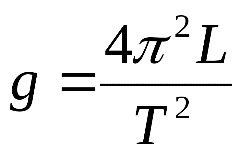 g = 4π²L / T²